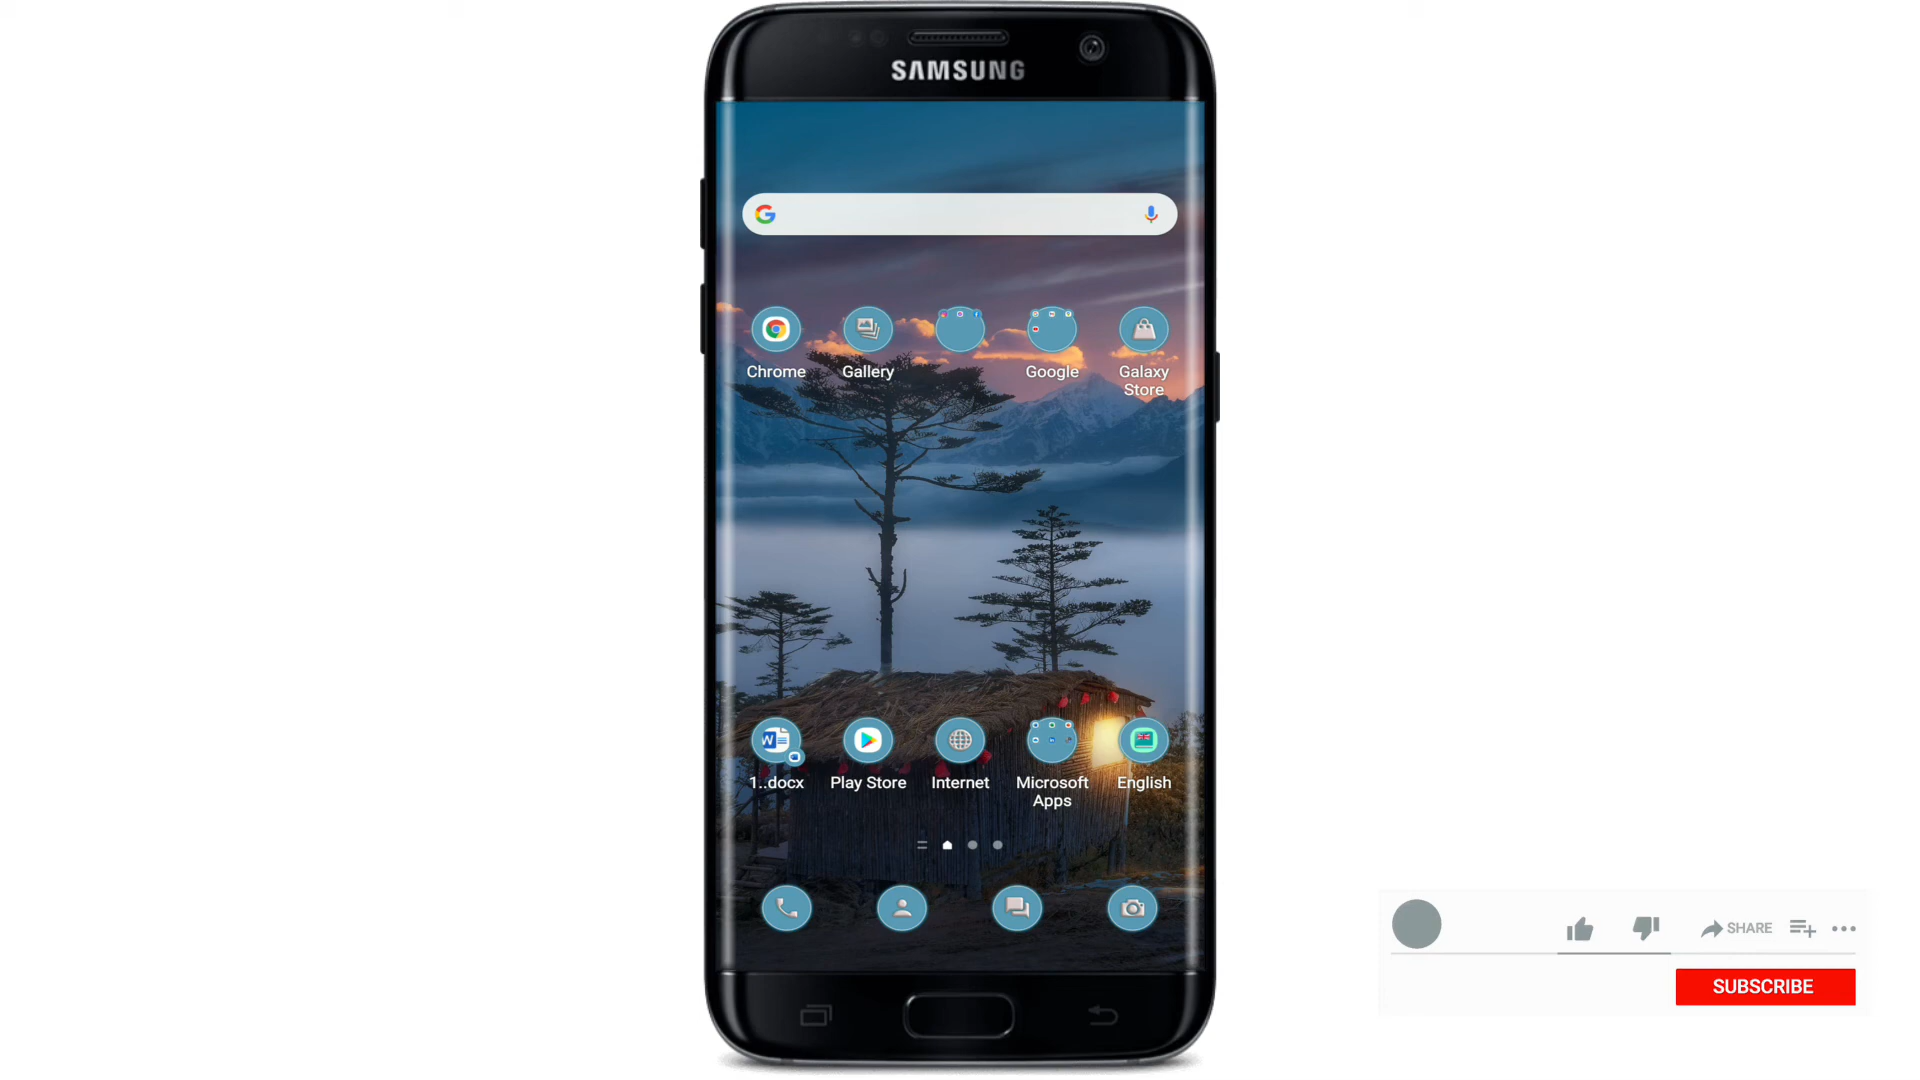 SAMSUNG
Chrome
Gallery
Google
Galaxy
Store
1..docx
Play Store
Internet
Microsoft
Apps
English
SHARE
SUBSCRIBE